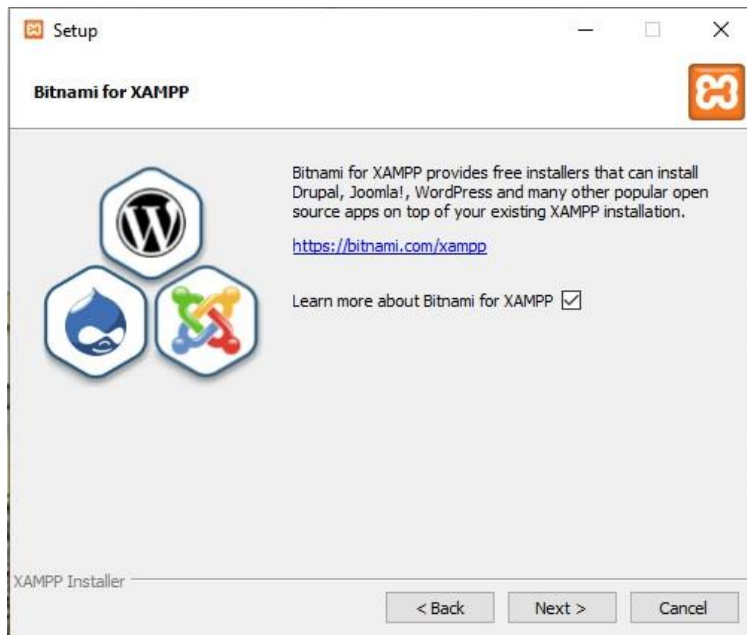 Setup
Bitnami for XAMPP
Bitnami for XAMPP provides free installers that can install
Drupal, Joomla!, WordPress and many other popular open
source apps on top of your existing XAMPP installation.
https://bitnami.com/xampp
Learn more about Bitnami for XAMPP
XAMPP Installer
< Back Next > Cancel